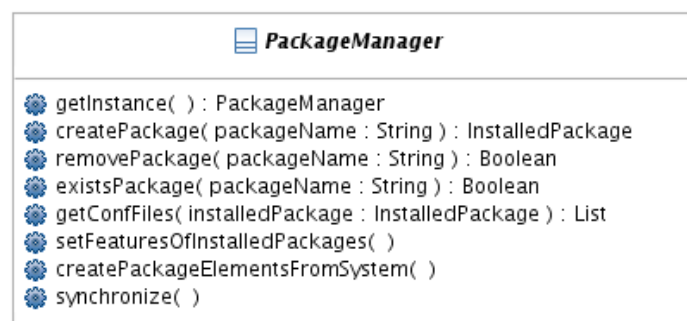 PackageManager
getInstance( ) : PackageManager
createPackage( packageName : String ) : InstalledPackage
removePackage( packageName : String ) : Boolean
existsPackage( packageName : String ) : Boolean
getConfFiles( installedPackage : InstalledPackage ) : List
setFeaturesOfInstalledPackages( )
createPackageElementsFromSystem( )
synchronize( )